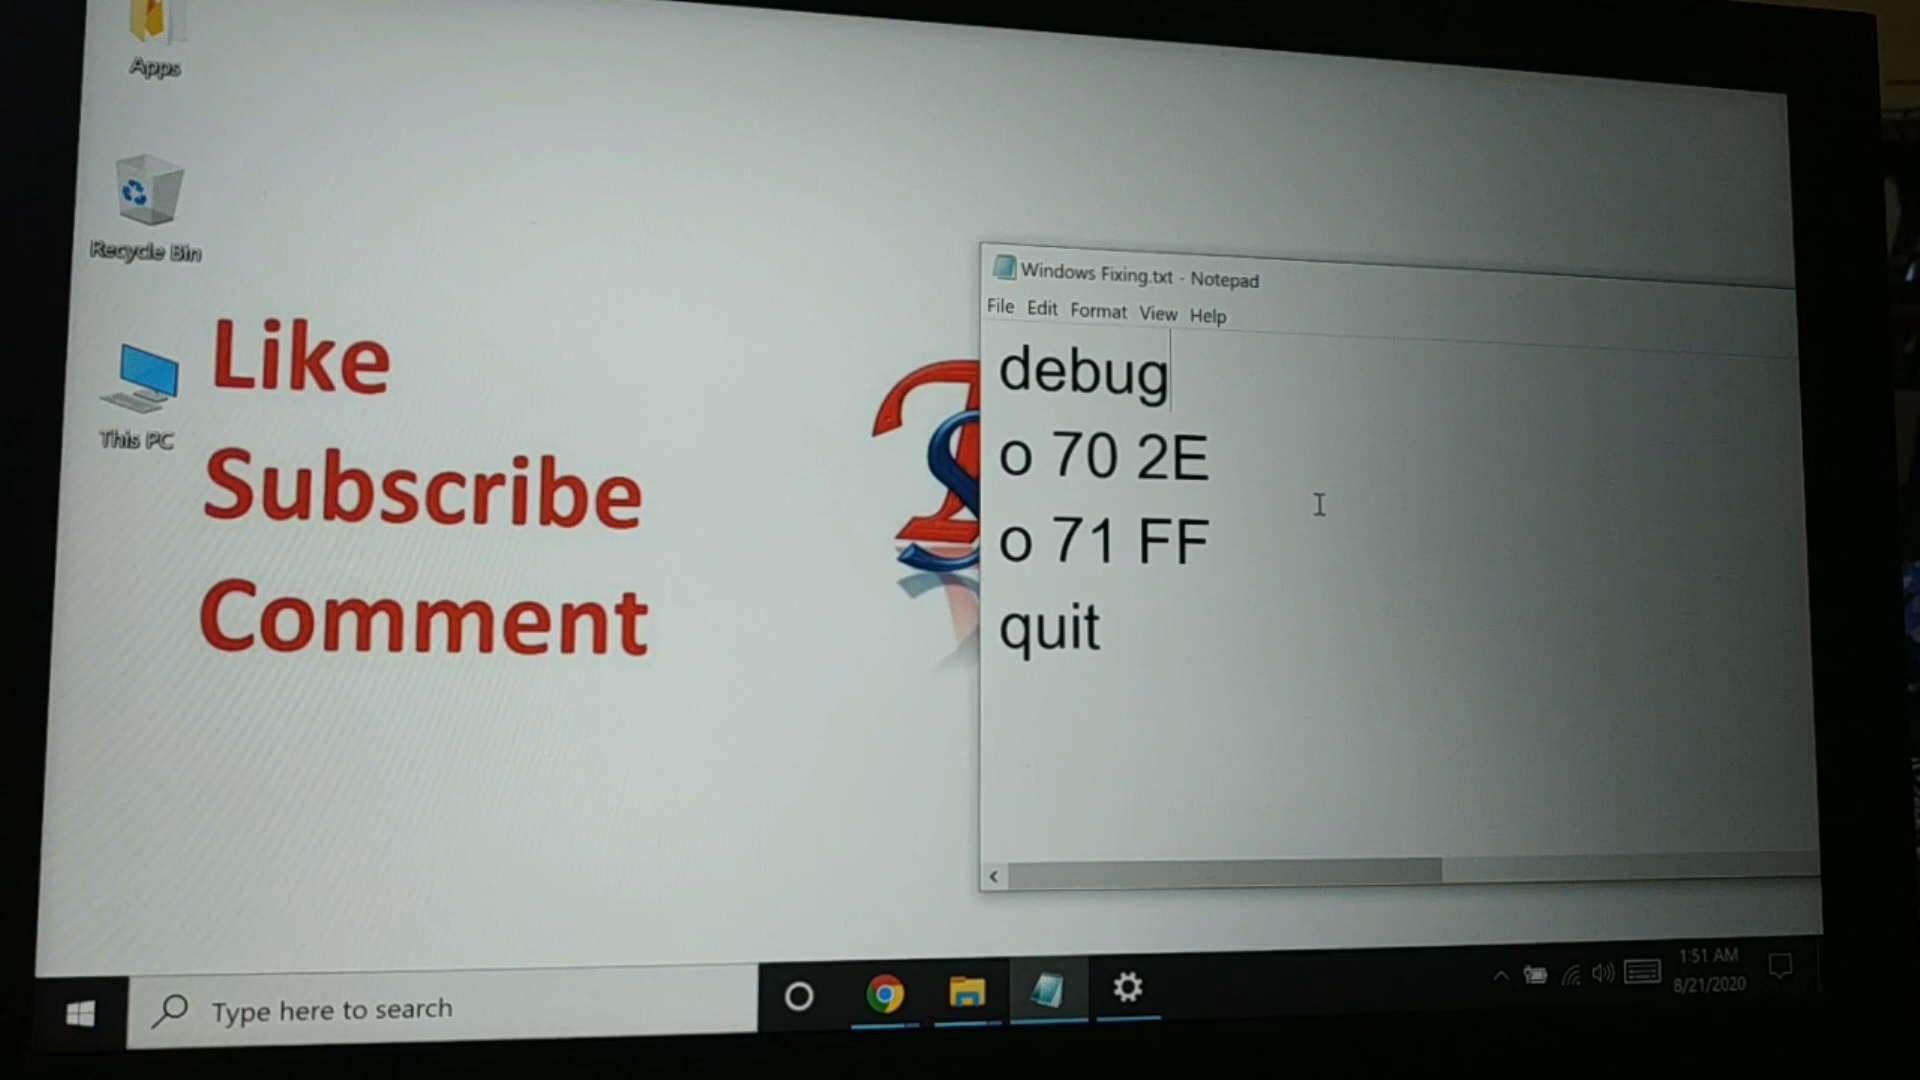 Apps
Recycle Bin
This PC
Like
Subscribe
Comment
Windows Fixing.txt - Notepad
File Edit Format View Help
debug
o 70 2E
o 71 FF
quit
Type here to search
1:51 AM
8/21/2020